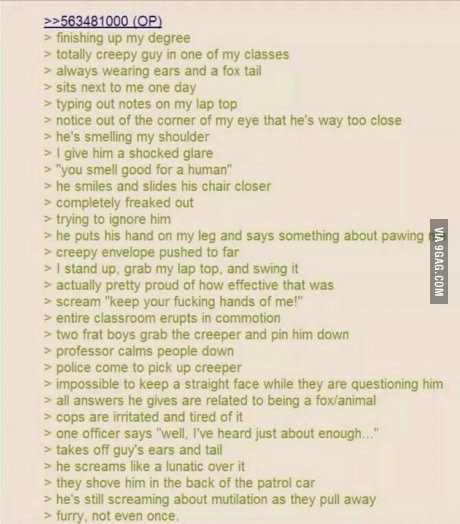 >>563481000 (OP)
> finishing up my degree
> totally creepy guy in one of my classes
> always wearing ears and a fox tail
> sits next to me one day
> typing out notes on my lap top
> notice out of the corner of my eye that he's way too close
> he's smelling my shoulder
> I give him a shocked glare
> "you smell good for a human"
> he smiles and slides his chair closer
> completely freaked out
> trying to ignore him
> he puts his hand on my leg and says something about pawing
> creepy envelope pushed to far
> I stand up, grab my lap top, and swing it
> actually pretty proud of how effective that was
> scream "keep your fucking hands of me!"
> entire classroom erupts in commotion
> two frat boys grab the creeper and pin him down
> professor calms people down
> police come to pick up creeper
> impossible to keep a straight face while they are questioning him
> all answers he gives are related to being a fox/animal
> cops are irritated and tired of it
> one officer says "well, I've heard just about enough..."
> takes off guy's ears and tail
> he screams like a lunatic over it
> they shove him in the back of the patrol car
> he's still screaming about mutilation as they pull away
> furry, not even once.
VIA 9GAG.COM